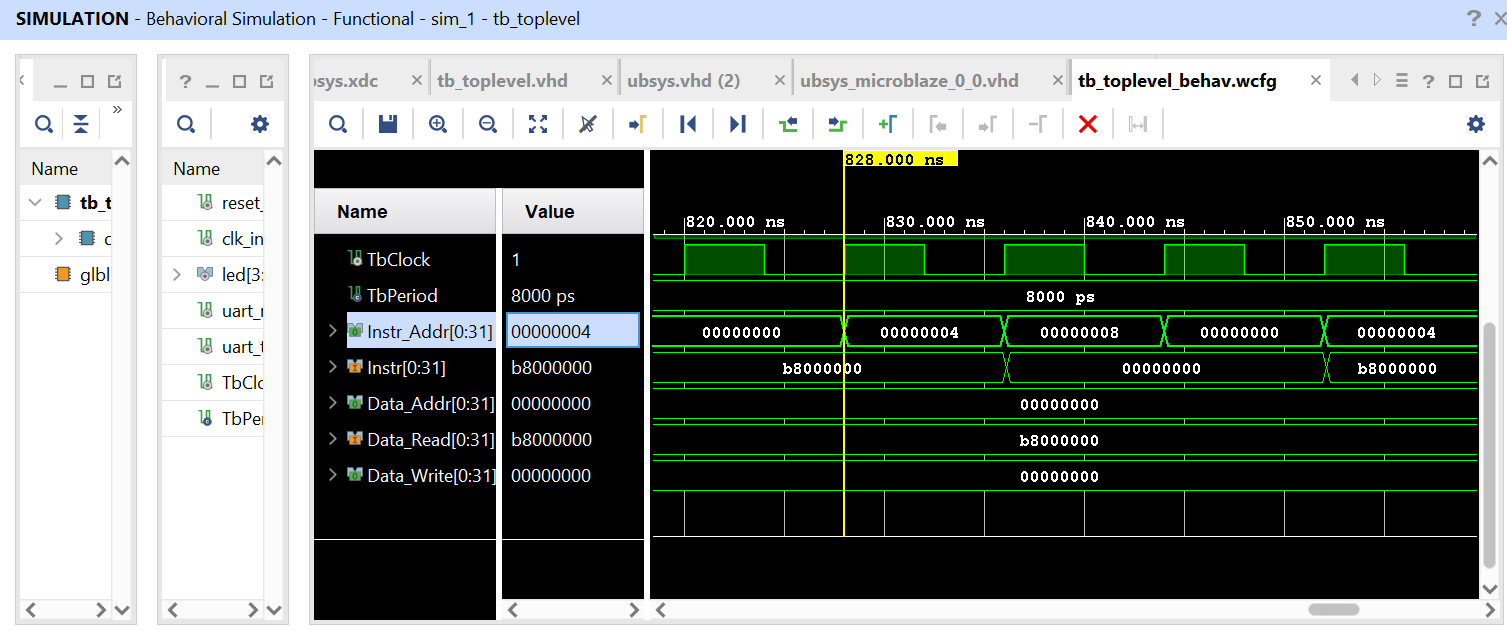 SIMULATION - Behavioral Simulation - Functional - sim_1 - tb_toplevel ?
? sys.xdc tb_toplevel.vhd ubsys.vhd (2) ubsys_microblaze_0_0.vhd tb_toplevel_behav.wcfg ?
»
Name
tb_t
c
glbl
Name
reset_
clk_in
led[3:
uart_r
uart_t
TbClo
TbPer
Name Value
828.000 ns
820.000 ns 830.000 ns 840.000 ns 850.000 ns
TbClock 1
TbPeriod 8000 ps 8000 ps
Instr_Addr[0:31] 00000004 00000000 00000004 00000008 00000000 00000004
Instr[0:31] b8000000 b8000000 00000000 b8000000
Data_Addr[0:31] 00000000 00000000
Data_Read[0:31] b8000000 b8000000
Data_Write[0:31] 00000000 00000000